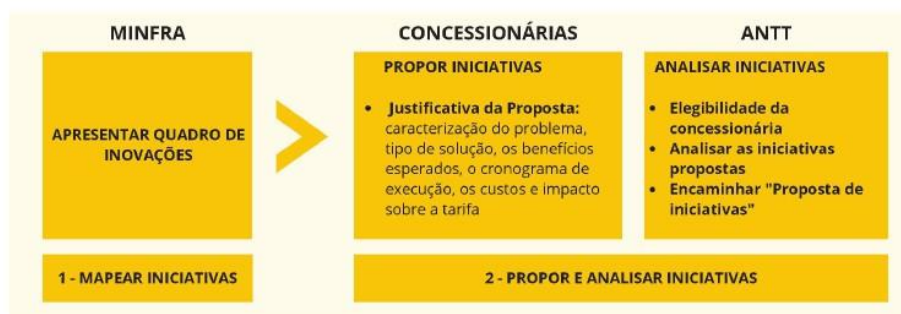 MINFRA
APRESENTAR QUADRO DE
INOVAÇÕES
1 - MAPEAR INICIATIVAS
CONCESSIONÁRIAS
PROPOR INICIATIVAS
• Justificativa da Proposta:
caracterização do problema,
tipo de solução, os benefícios
esperados, o cronograma de
execução, os custos e impacto
sobre a tarifa
ANTT
ANALISAR INICIATIVAS
• Elegibilidade da
concessionária
• Analisar as iniciativas
propostas
• Encaminhar "Proposta de
iniciativas"
2 - PROPOR E ANALISAR INICIATIVAS